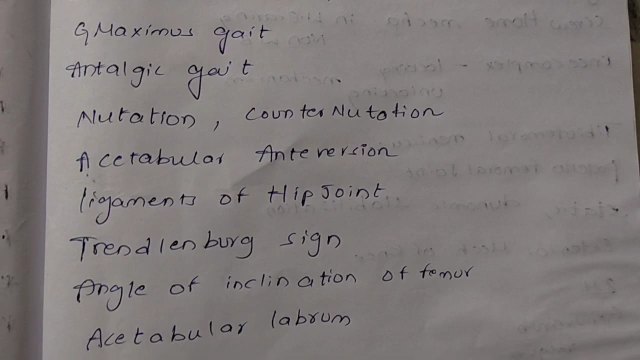 G Maximus gait
Antalgic gait
Nutation, Counter Nutation
Acetabular Anteversion
ligaments of Hip Joint
Trendlenburg sign
Angle of inclination of femur
Acetabular labrum